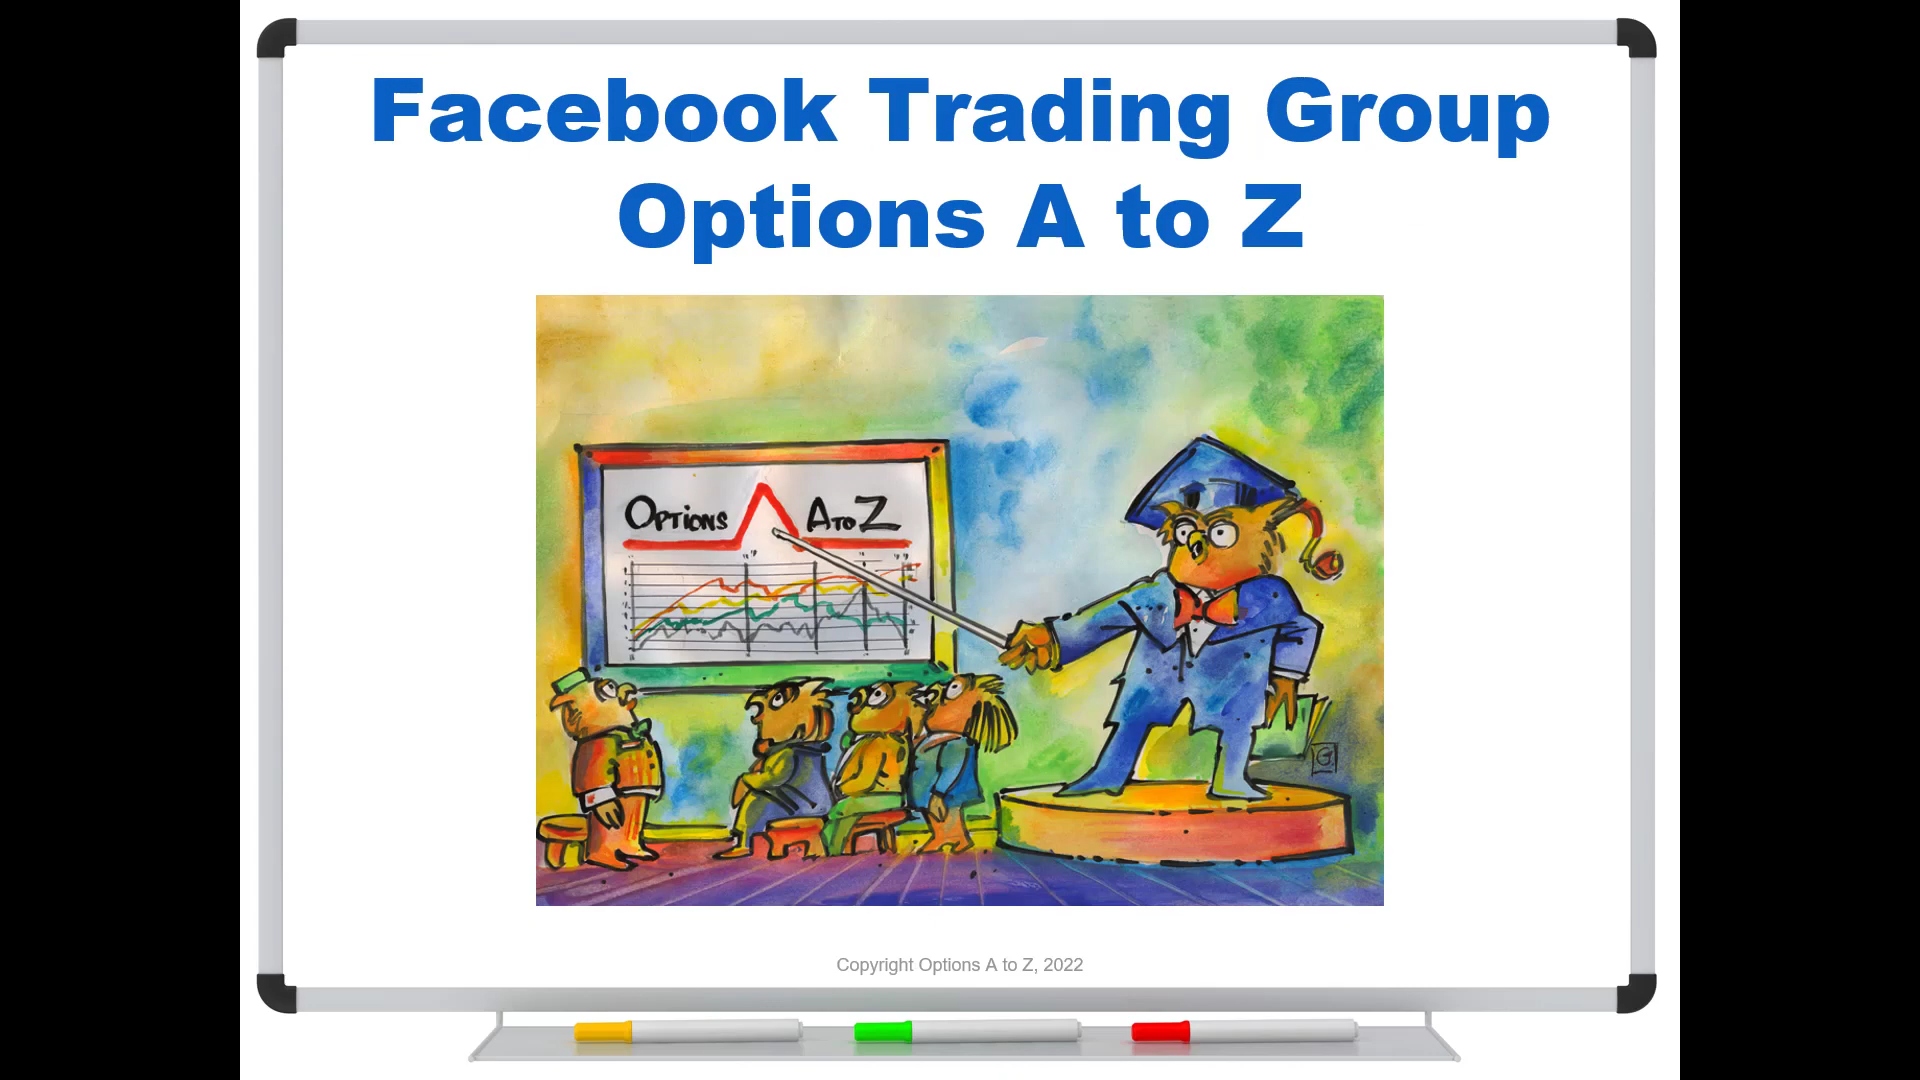 Facebook Trading Group
Options A to Z
OPTIONS A TO Z
G
Copyright Options A to Z, 2022